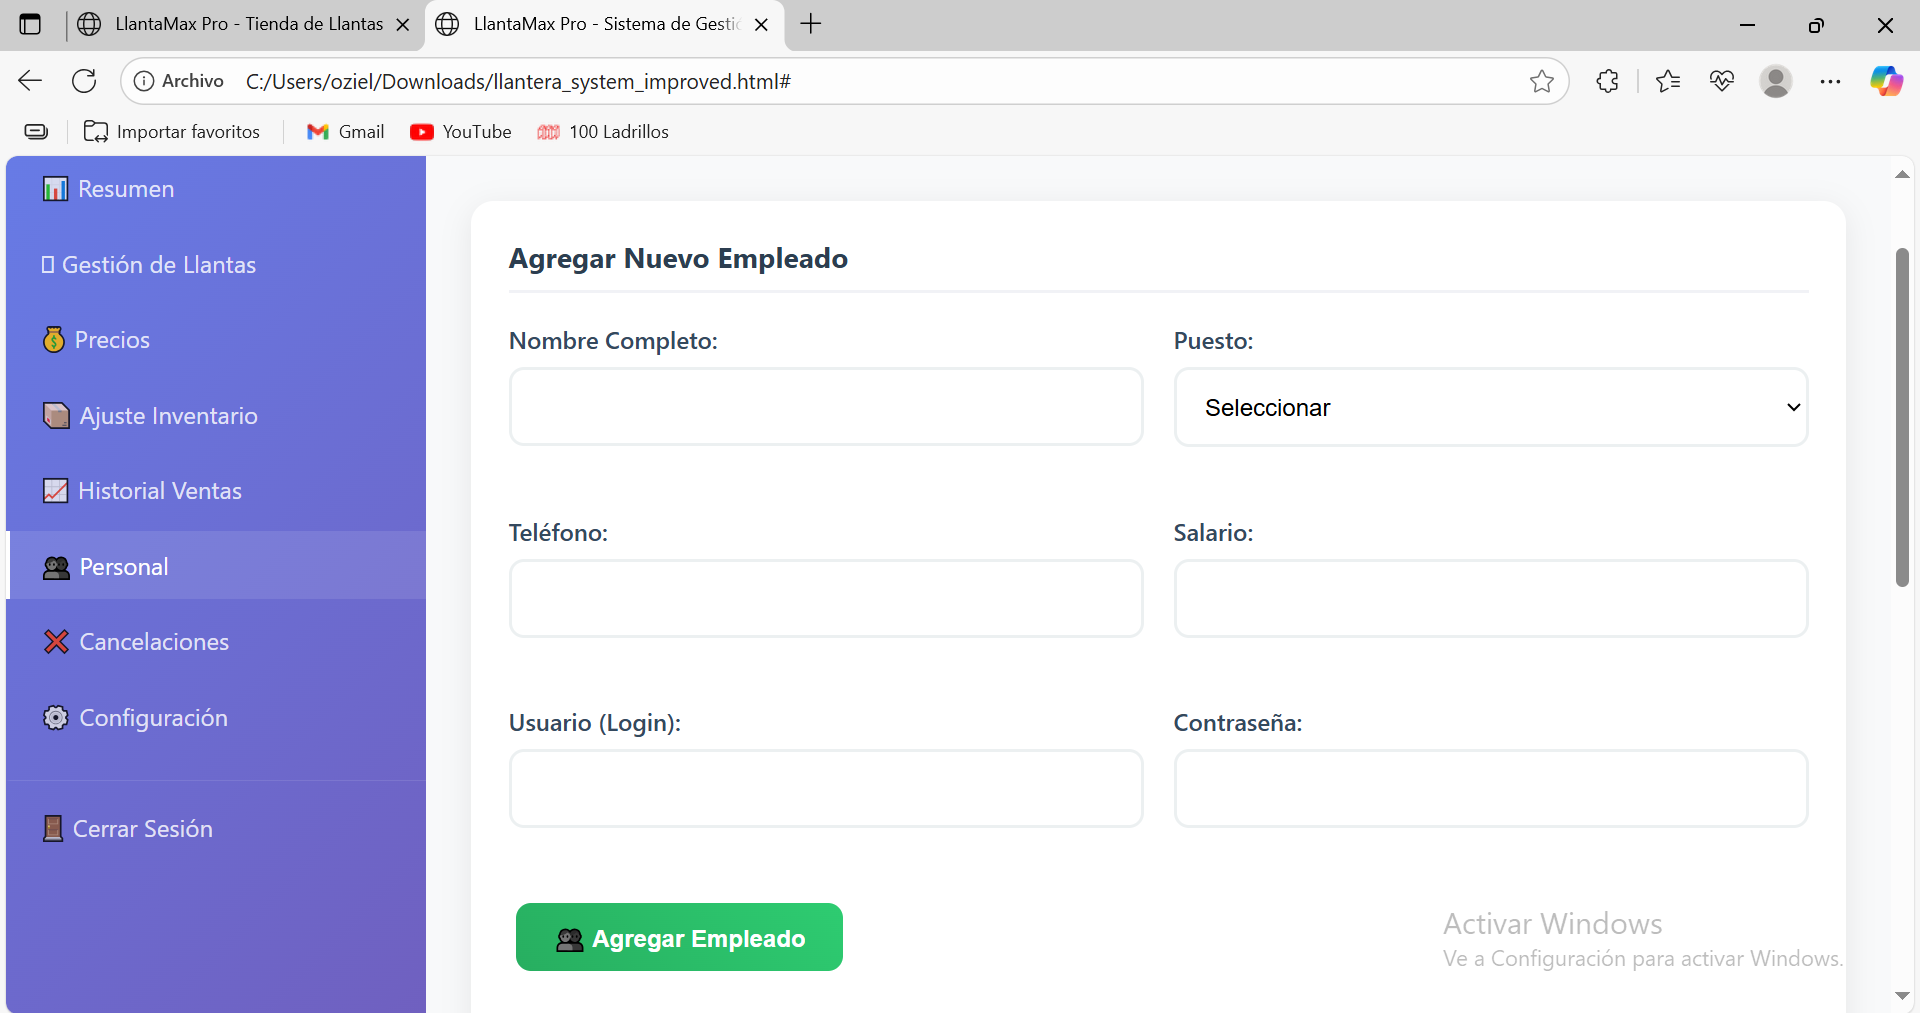 LlantaMax Pro - Tienda de Llantas
LlantaMax Pro - Sistema de Gesti
Archivo
C:/Users/oziel/Downloads/llantera_system_improved.html#
Importar favoritos
Gmail
YouTube
100 Ladrillos
Resumen
Gestión de Llantas
Precios
Ajuste Inventario
Historial Ventas
Personal
Cancelaciones
Configuración
Cerrar Sesión
Agregar Nuevo Empleado
Nombre Completo:
Puesto:
Seleccionar
Teléfono:
Salario:
Usuario (Login):
Contraseña:
Agregar Empleado
Activar Windows
Ve a Configuración para activar Windows.